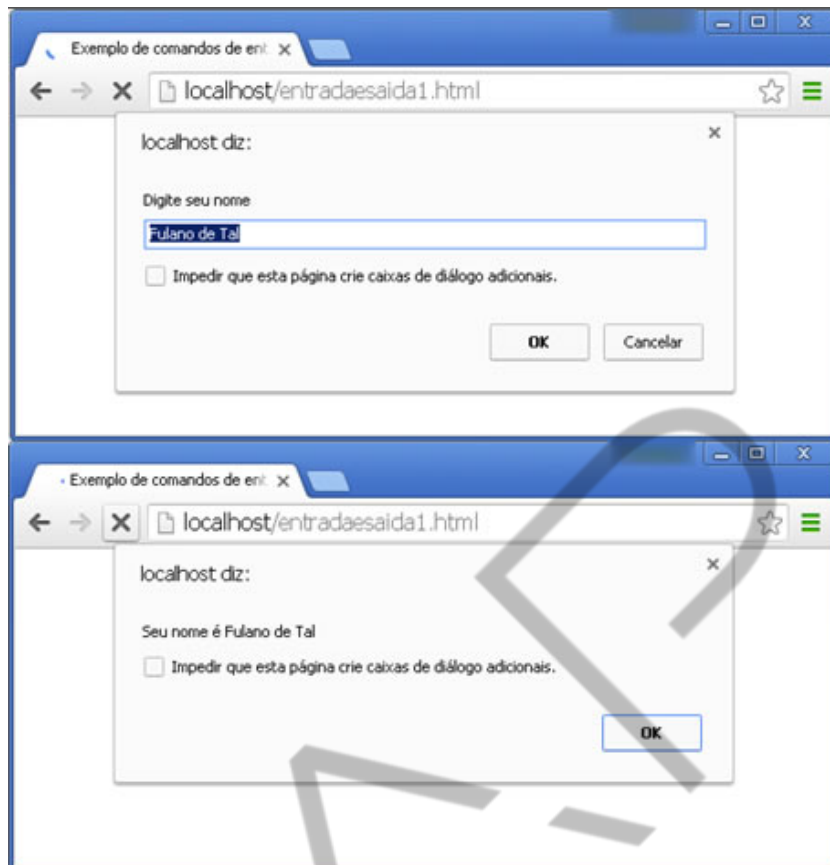 Exemplo de comandos de ent
localhost/entradaesaida1.html
localhost diz:
Digite seu nome
Fulano de Tal
Impedir que esta página crie caixas de diálogo adicionais.
OK Cancelar
Exemplo de comandos de ent
localhost/entradaesaida1.html
localhost diz:
Seu nome é Fulano de Tal
Impedir que esta página crie caixas de diálogo adicionais.
OK